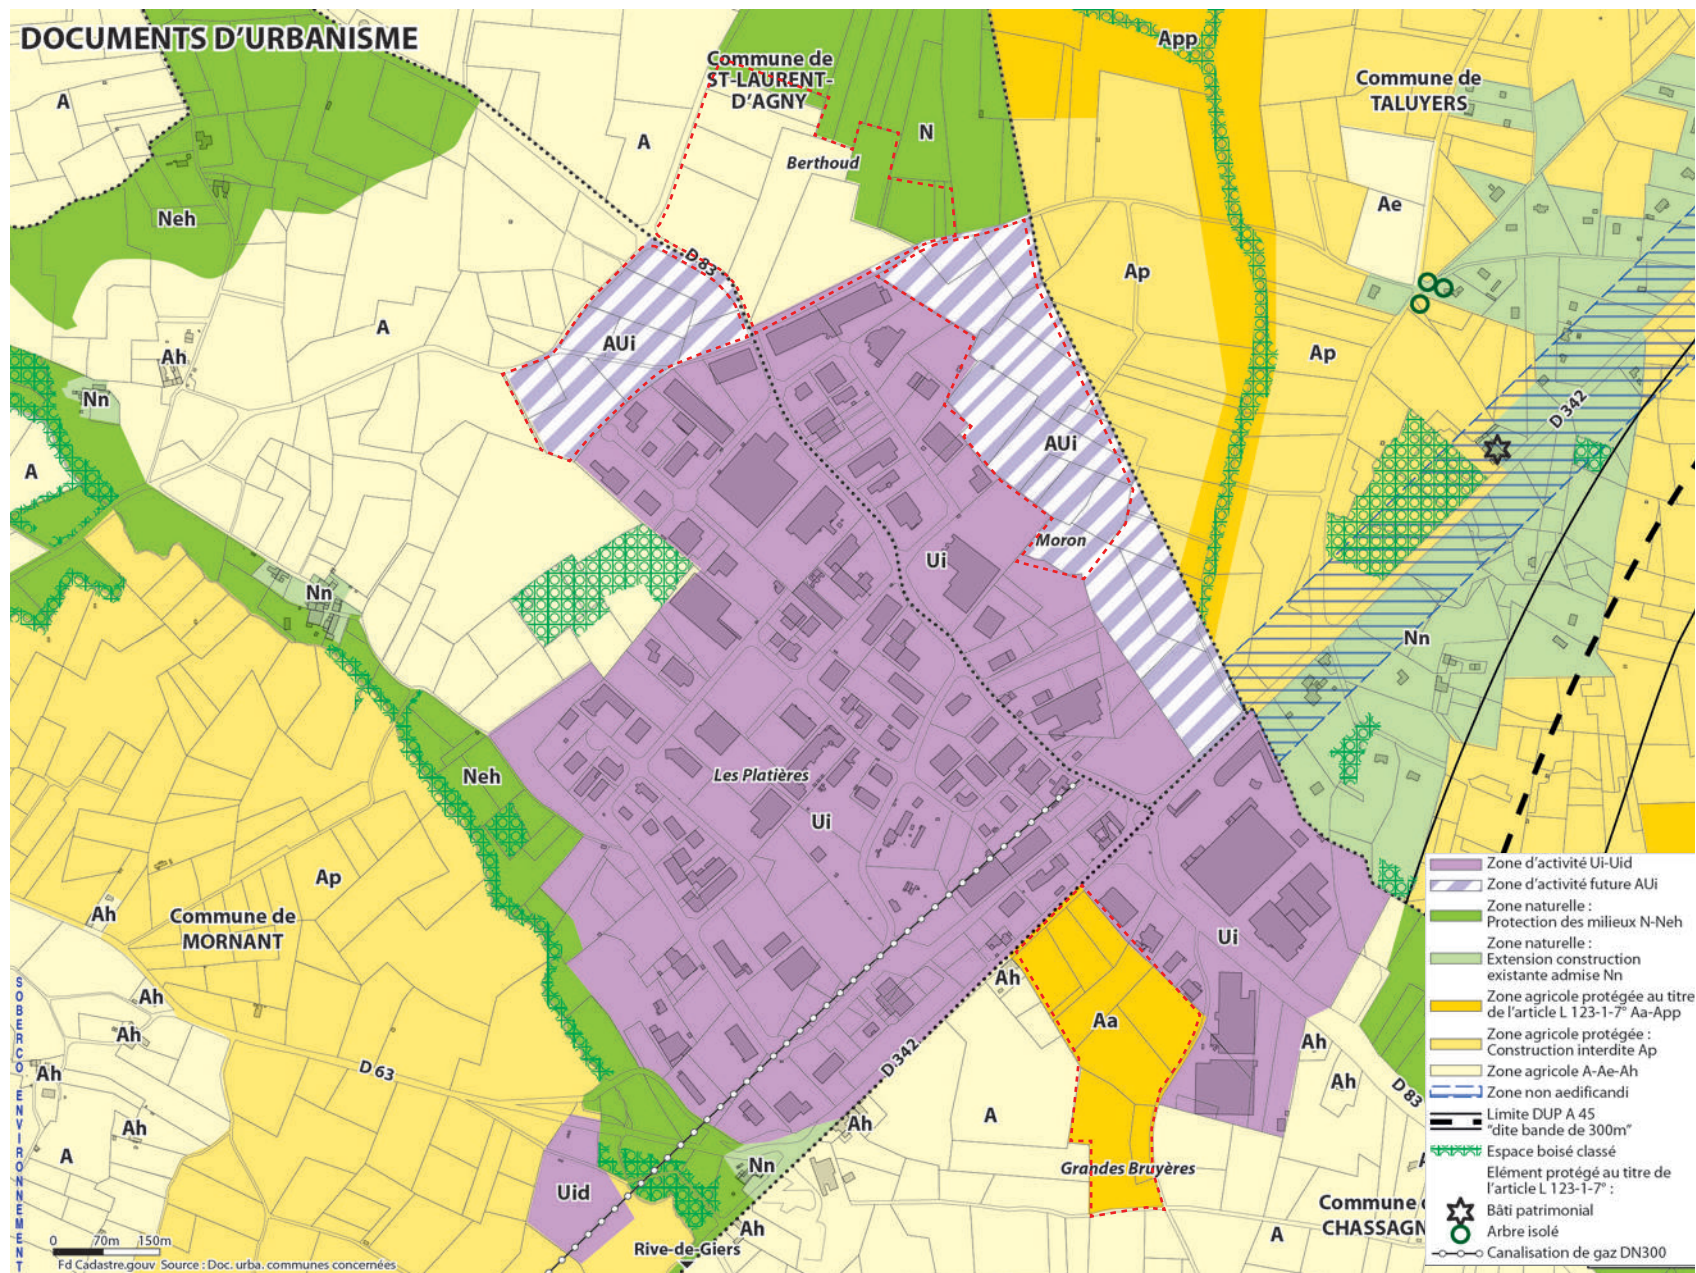 DOCUMENTS D'URBANISME
Commune de
ST-LAURENT-
D'AGNY
App
Commune de
TALUYERS
A
A
N
Berthoud
Neh
Ae
D 83
Ap
A
AUi
Ah
Ap
Nn
D 342
AUi
A
Moron
Ui
Nn
Nn
Neh
Les Platières
Ui
Ap
Ah
Commune de
MORNANT
Ui
Ah
Aa
Ah
Ah
Ah
Ah
D 342
D 63
Ah
Ah
D 83
A
Ah
Ah
A
Nn
Grandes Bruyères
Uid
Ah
A
Rive-de-Giers
Commune
CHASSAGN
SOBERCO ENVIRONNEMENT
0 70m 150m
Fd Cadastre.gouv Source : Doc. urba. communes concernées
Zone d'activité Ui-Uid
Zone d'activité future AUi
Zone naturelle :
Protection des milieux N-Neh
Zone naturelle :
Extension construction
existante admise Nn
Zone agricole protégée au titre
de l'article L 123-1-7° Aa-App
Zone agricole protégée :
Construction interdite Ap
Zone agricole A-Ae-Ah
Zone non aedificandi
Limite DUP A 45
"dite bande de 300m"
Espace boisé classé
Elément protégé au titre de
l'article L 123-1-7° :
Bâti patrimonial
Arbre isolé
Canalisation de gaz DN300